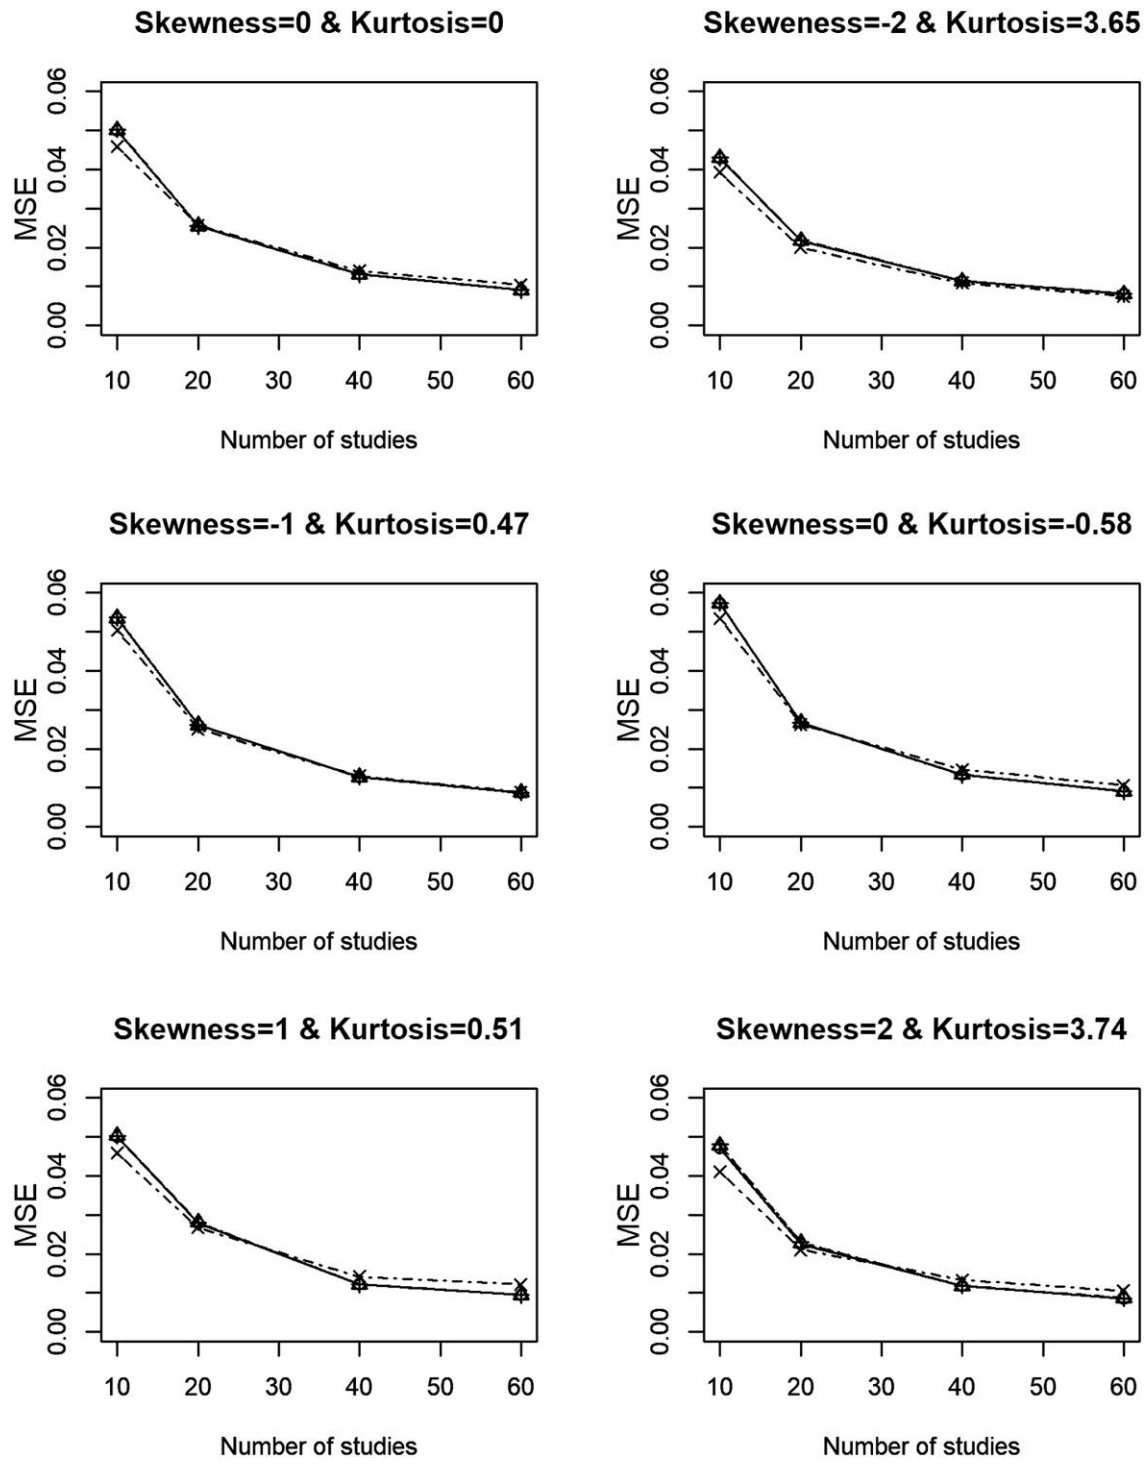 Skewness=0 & Kurtosis=0
MSE
0.00 0.02 0.04 0.06
10 20 30 40 50 60
Number of studies
Skeweness=-2 & Kurtosis=3.65
MSE
0.00 0.02 0.04 0.06
10 20 30 40 50 60
Number of studies
Skewness=-1 & Kurtosis=0.47
MSE
0.00 0.02 0.04 0.06
10 20 30 40 50 60
Number of studies
Skewness=0 & Kurtosis=-0.58
MSE
0.00 0.02 0.04 0.06
10 20 30 40 50 60
Number of studies
Skewness=1 & Kurtosis=0.51
MSE
0.00 0.02 0.04 0.06
10 20 30 40 50 60
Number of studies
Skewness=2 & Kurtosis=3.74
MSE
0.00 0.02 0.04 0.06
10 20 30 40 50 60
Number of studies